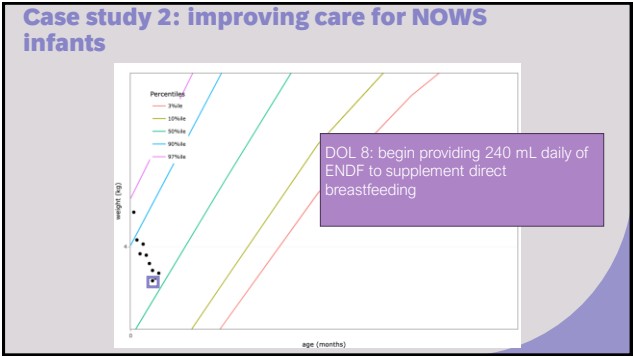 Case study 2: improving care for NOWS
infants
Percentiles
3%ile
10%ile
50%ile
90%ile
97%ile
DOL 8: begin providing 240 mL daily of
ENDF to supplement direct
breastfeeding
weight (kg)
4
0
age (months)